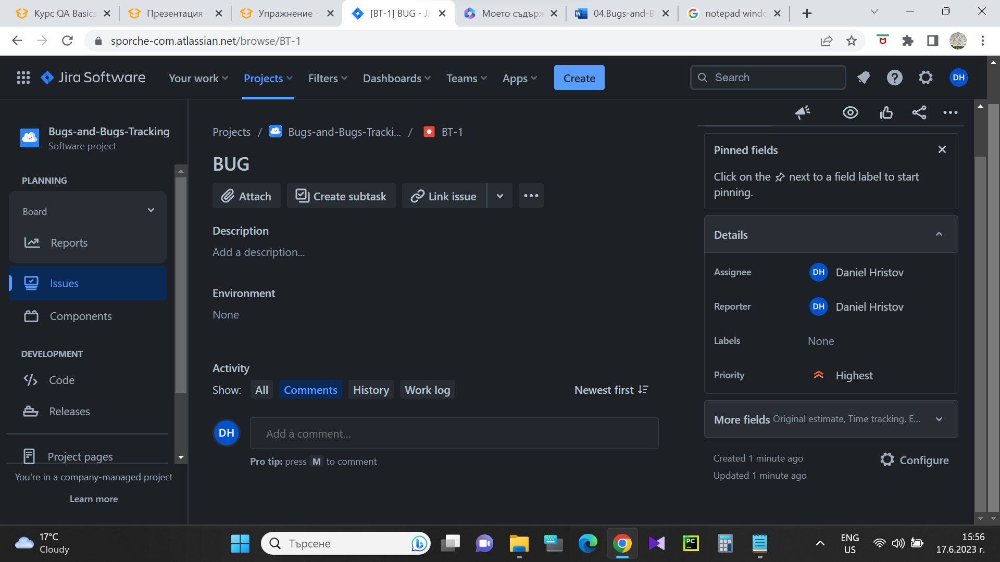 Курс QA Basics
Презентация -
Упражнение -
[BT-1] BUG - Ji
Моето съдърж
04.Bugs-and-B
notepad windo
sporche-com.atlassian.net/browse/BT-1
Jira Software
Your work
Projects
Filters
Dashboards
Teams
Apps
Create
Search
DH
Bugs-and-Bugs-Tracking
Software project
PLANNING
Board
Reports
Issues
Components
DEVELOPMENT
Code
Releases
Project pages
You're in a company-managed project
Learn more
Projects / Bugs-and-Bugs-Tracki... / BT-1
BUG
Attach
Create subtask
Link issue
Description
Add a description...
Environment
None
Activity
Show: All Comments History Work log
Newest first
DH
Add a comment...
Pro tip: press M to comment
Pinned fields
Click on the next to a field label to start
pinning.
Details
Assignee DH Daniel Hristov
Reporter DH Daniel Hristov
Labels None
Priority Highest
More fields Original estimate, Time tracking, E...
Created 1 minute ago
Updated 1 minute ago
Configure
17°C
Cloudy
Търсене
PC
ENG
US
15:56
17.6.2023 г.